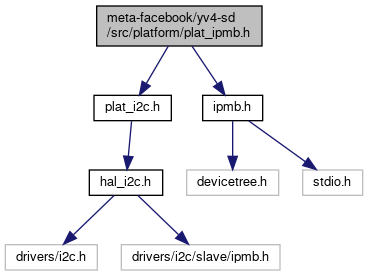 meta-facebook/yv4-sd
/src/platform/plat_ipmb.h
plat_i2c.h
ipmb.h
hal_i2c.h
devicetree.h
stdio.h
drivers/i2c.h
drivers/i2c/slave/ipmb.h